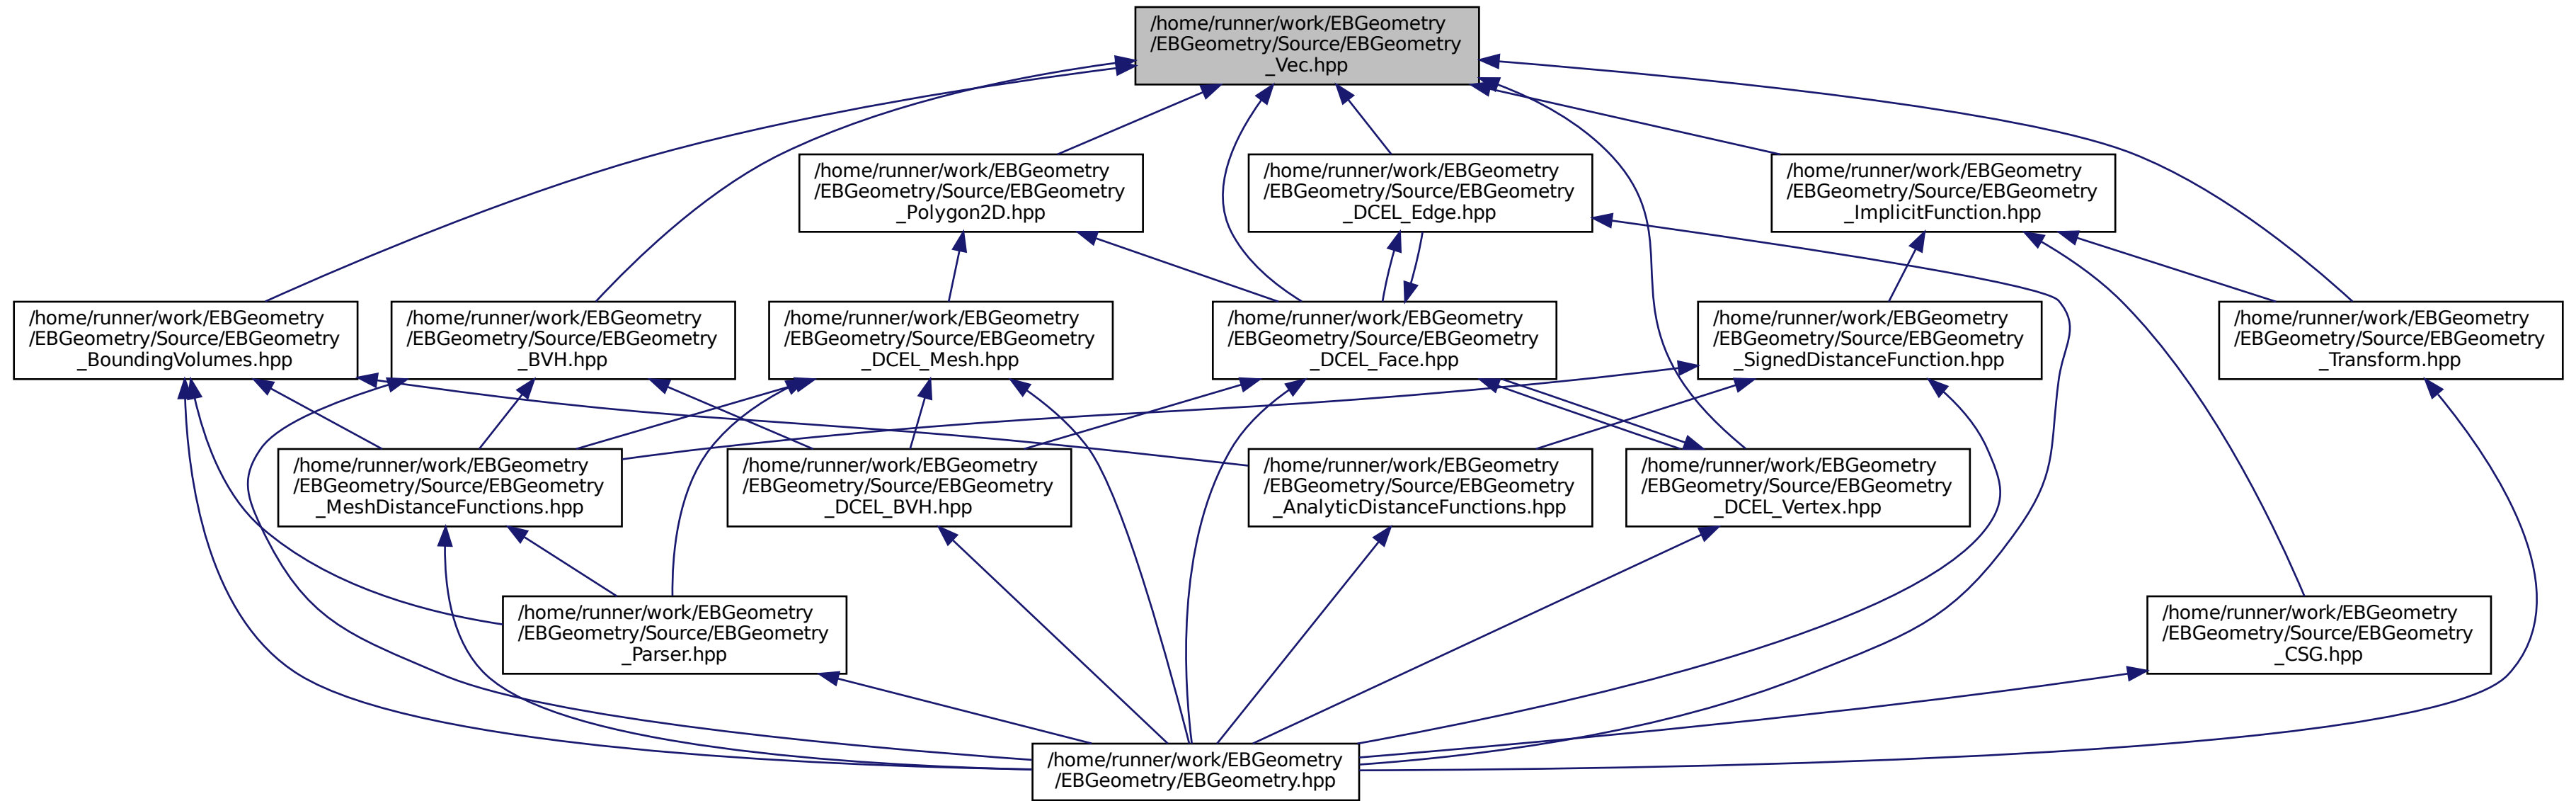 /home/runner/work/EBGeometry
/EBGeometry/Source/EBGeometry
_Vec.hpp
/home/runner/work/EBGeometry
/EBGeometry/Source/EBGeometry
_Polygon2D.hpp
/home/runner/work/EBGeometry
/EBGeometry/Source/EBGeometry
_DCEL_Edge.hpp
/home/runner/work/EBGeometry
/EBGeometry/Source/EBGeometry
_ImplicitFunction.hpp
/home/runner/work/EBGeometry
/EBGeometry/Source/EBGeometry
_BoundingVolumes.hpp
/home/runner/work/EBGeometry
/EBGeometry/Source/EBGeometry
_BVH.hpp
/home/runner/work/EBGeometry
/EBGeometry/Source/EBGeometry
_DCEL_Mesh.hpp
/home/runner/work/EBGeometry
/EBGeometry/Source/EBGeometry
_DCEL_Face.hpp
/home/runner/work/EBGeometry
/EBGeometry/Source/EBGeometry
_SignedDistanceFunction.hpp
/home/runner/work/EBGeometry
/EBGeometry/Source/EBGeometry
_Transform.hpp
/home/runner/work/EBGeometry
/EBGeometry/Source/EBGeometry
_MeshDistanceFunctions.hpp
/home/runner/work/EBGeometry
/EBGeometry/Source/EBGeometry
_DCEL_BVH.hpp
/home/runner/work/EBGeometry
/EBGeometry/Source/EBGeometry
_AnalyticDistanceFunctions.hpp
/home/runner/work/EBGeometry
/EBGeometry/Source/EBGeometry
_DCEL_Vertex.hpp
/home/runner/work/EBGeometry
/EBGeometry/Source/EBGeometry
_Parser.hpp
/home/runner/work/EBGeometry
/EBGeometry/Source/EBGeometry
_CSG.hpp
/home/runner/work/EBGeometry
/EBGeometry/EBGeometry.hpp